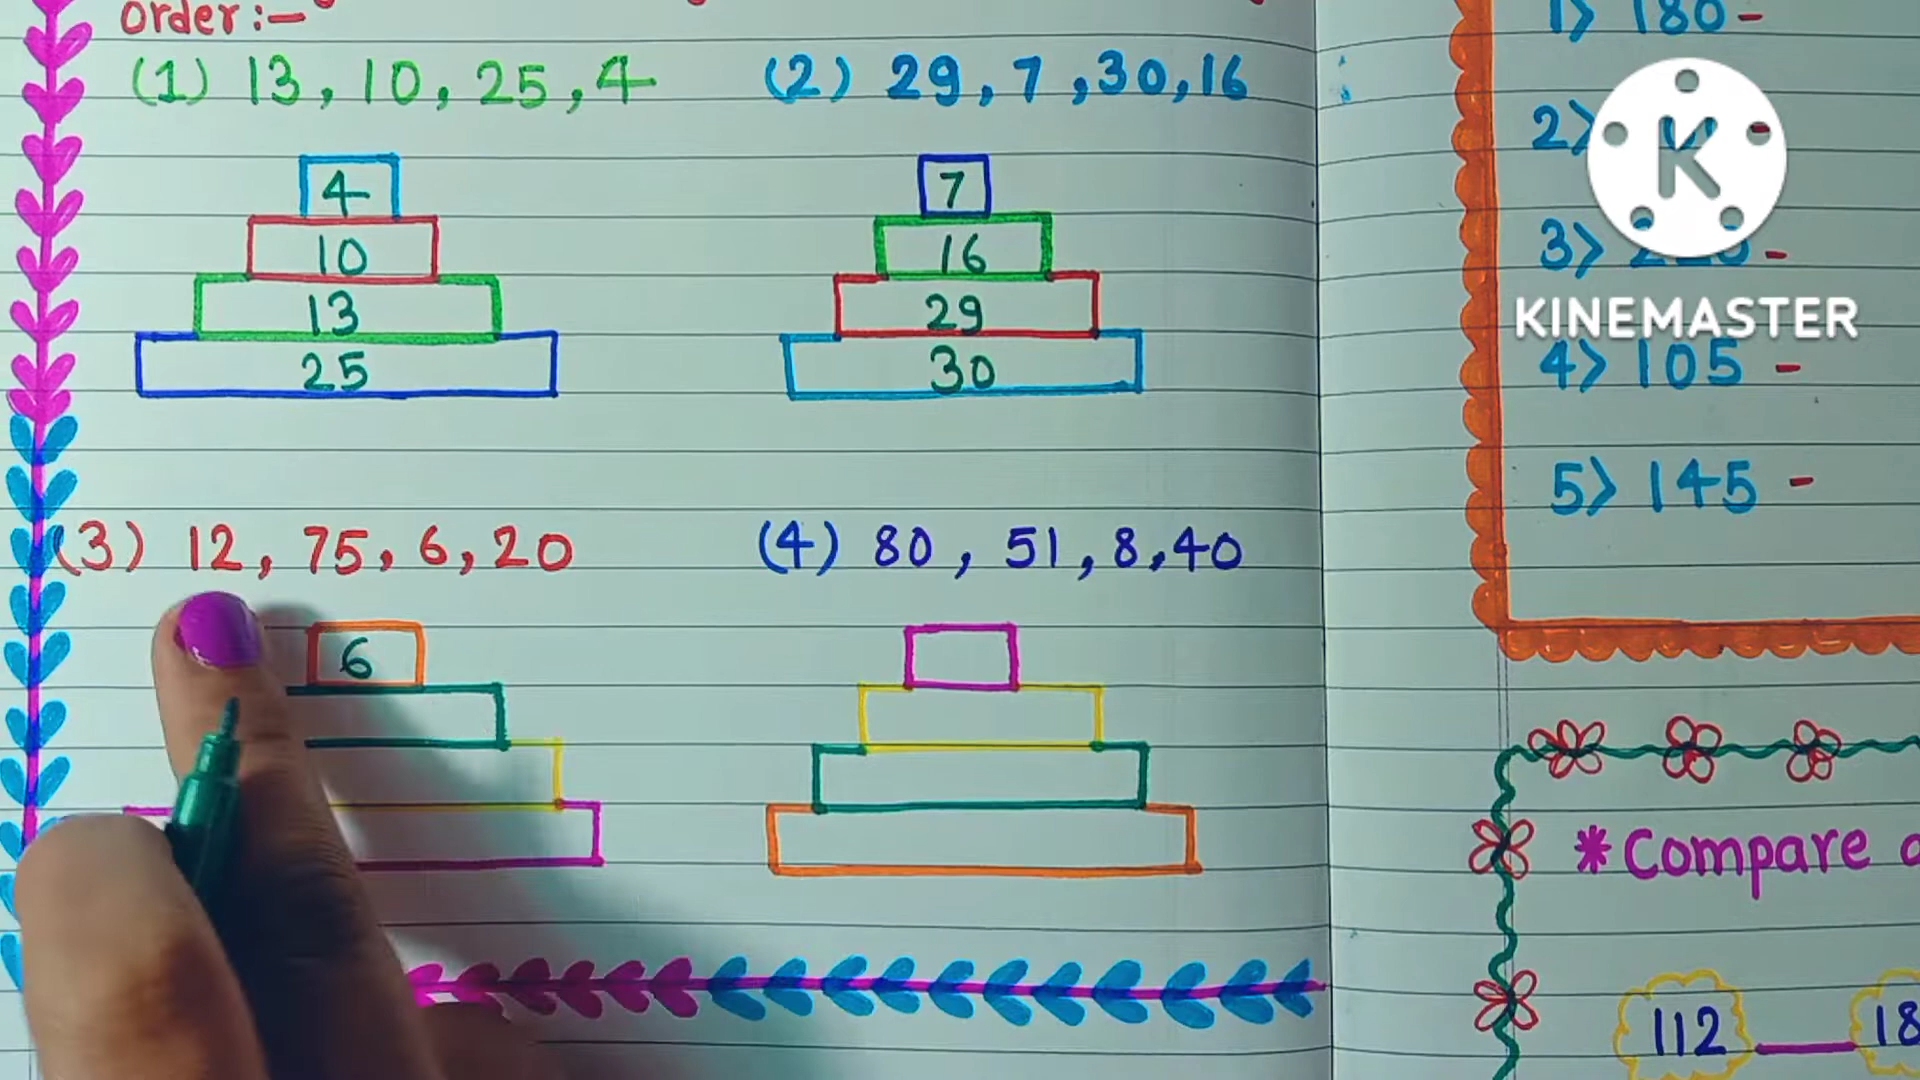 Order :-
(1) 13, 10, 25, 4
4
10
13
25
(2) 29, 7, 30, 16
7
16
29
30
(3) 12, 75, 6, 20
6
(4) 80, 51, 8, 40
1> 180 -
2>
3>
4> 105 -
5> 145 -
KINEMASTER
*Compare
112
18